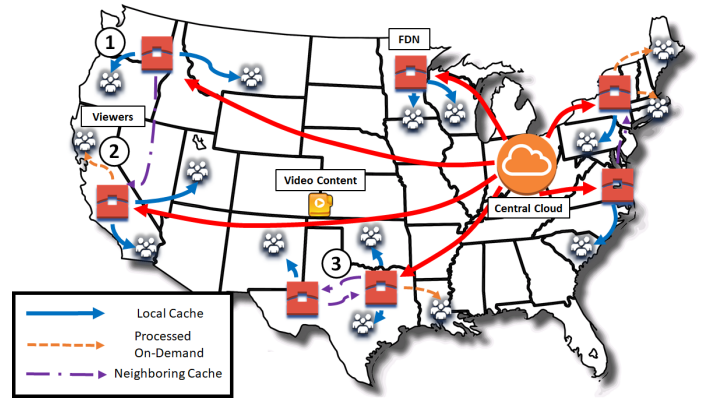 1
FDN
Viewers
2
Video Content
Central Cloud
3
Local Cache
Processed
On-Demand
Neighboring Cache